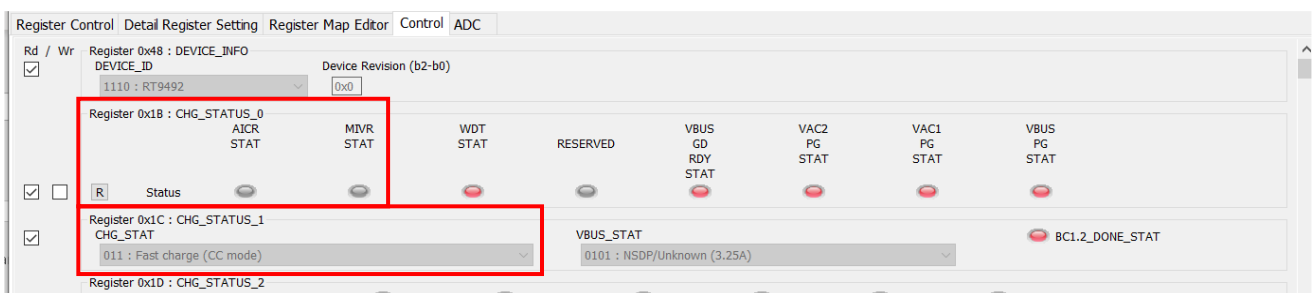 Register Control Detail Register Setting Register Map Editor Control ADC
Rd / Wr
Register 0x48 : DEVICE_INFO
DEVICE_ID
Device Revision (b2-b0)
1110 : RT9492
0x0
Register 0x1B : CHG_STATUS_0
AICR STAT
MIVR STAT
WDT STAT
RESERVED
VBUS GD RDY STAT
VAC2 PG STAT
VAC1 PG STAT
VBUS PG STAT
R
Status
Register 0x1C : CHG_STATUS_1
CHG_STAT
VBUS_STAT
BC1.2_DONE_STAT
011 : Fast charge (CC mode)
0101 : NSDP/Unknown (3.25A)
Register 0x1D : CHG_STATUS_2